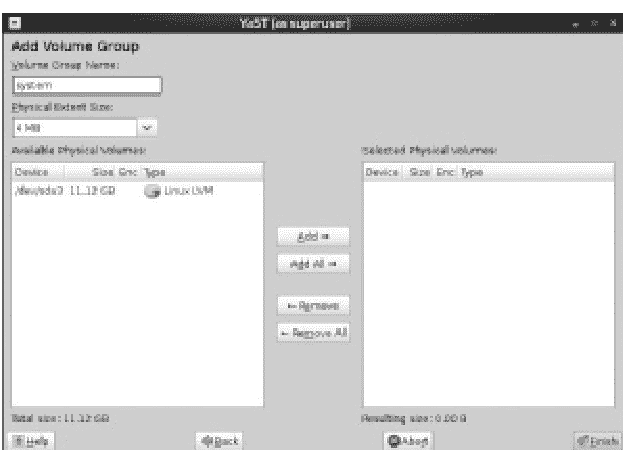 YaST (as superuser)
Add Volume Group
Volume Group Name:
system
Physical Extent Size:
4 MB
Available Physical Volumes:
Device Size Enc Type
/dev/sda3 11.12 GB Linux LVM
Total size: 11.12 GB
Add →
Add All →
← Remove
← Remove All
Selected Physical Volumes:
Device Size Enc Type
Resulting size: 0.00 B
Help
Back
Abort
Finish